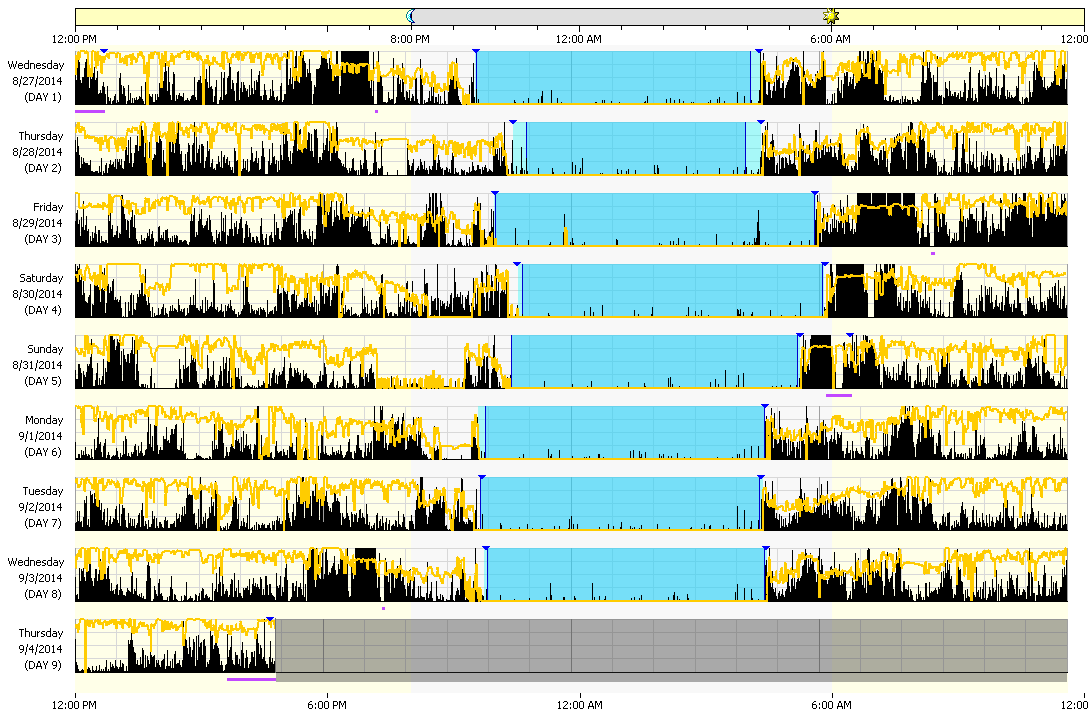 12:00 PM 8:00 PM 12:00 AM 6:00 AM 12:00
Wednesday
8/27/2014
(DAY 1)
Thursday
8/28/2014
(DAY 2)
Friday
8/29/2014
(DAY 3)
Saturday
8/30/2014
(DAY 4)
Sunday
8/31/2014
(DAY 5)
Monday
9/1/2014
(DAY 6)
Tuesday
9/2/2014
(DAY 7)
Wednesday
9/3/2014
(DAY 8)
Thursday
9/4/2014
(DAY 9)
12:00 PM 6:00 PM 12:00 AM 6:00 AM 12:00